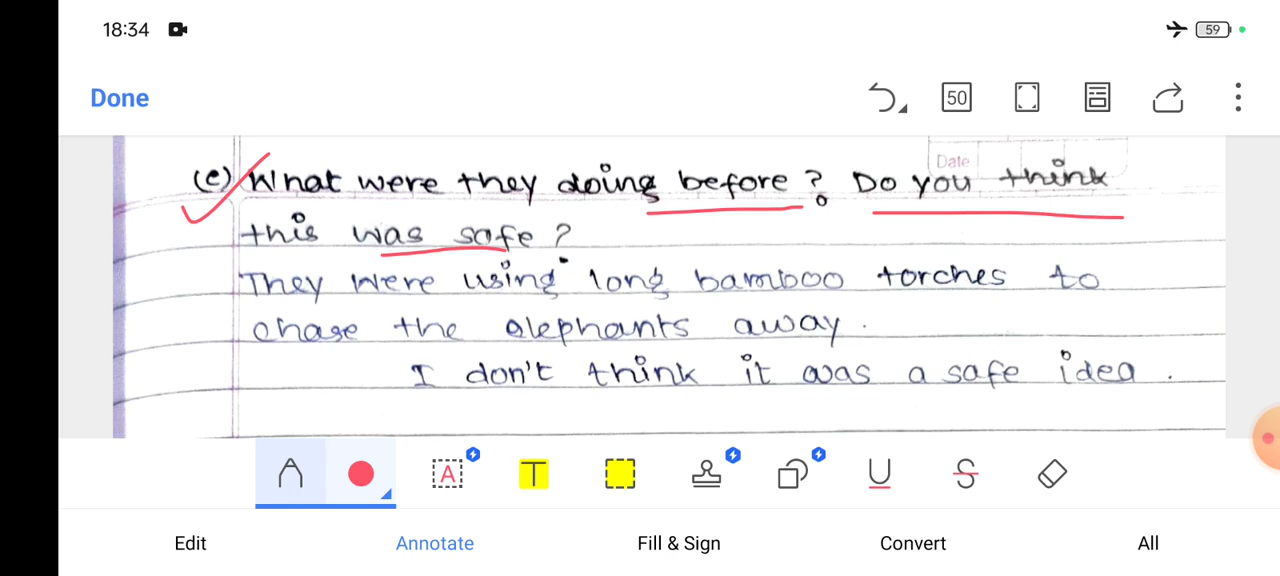 18:34
59
Done
50
Date
(e) What were they doing before? Do you think
this was safe?
They were using long bamboo torches to
chase the elephants away.
I don't think it was a safe idea.
A
T
U
S
Edit
Annotate
Fill & Sign
Convert
All